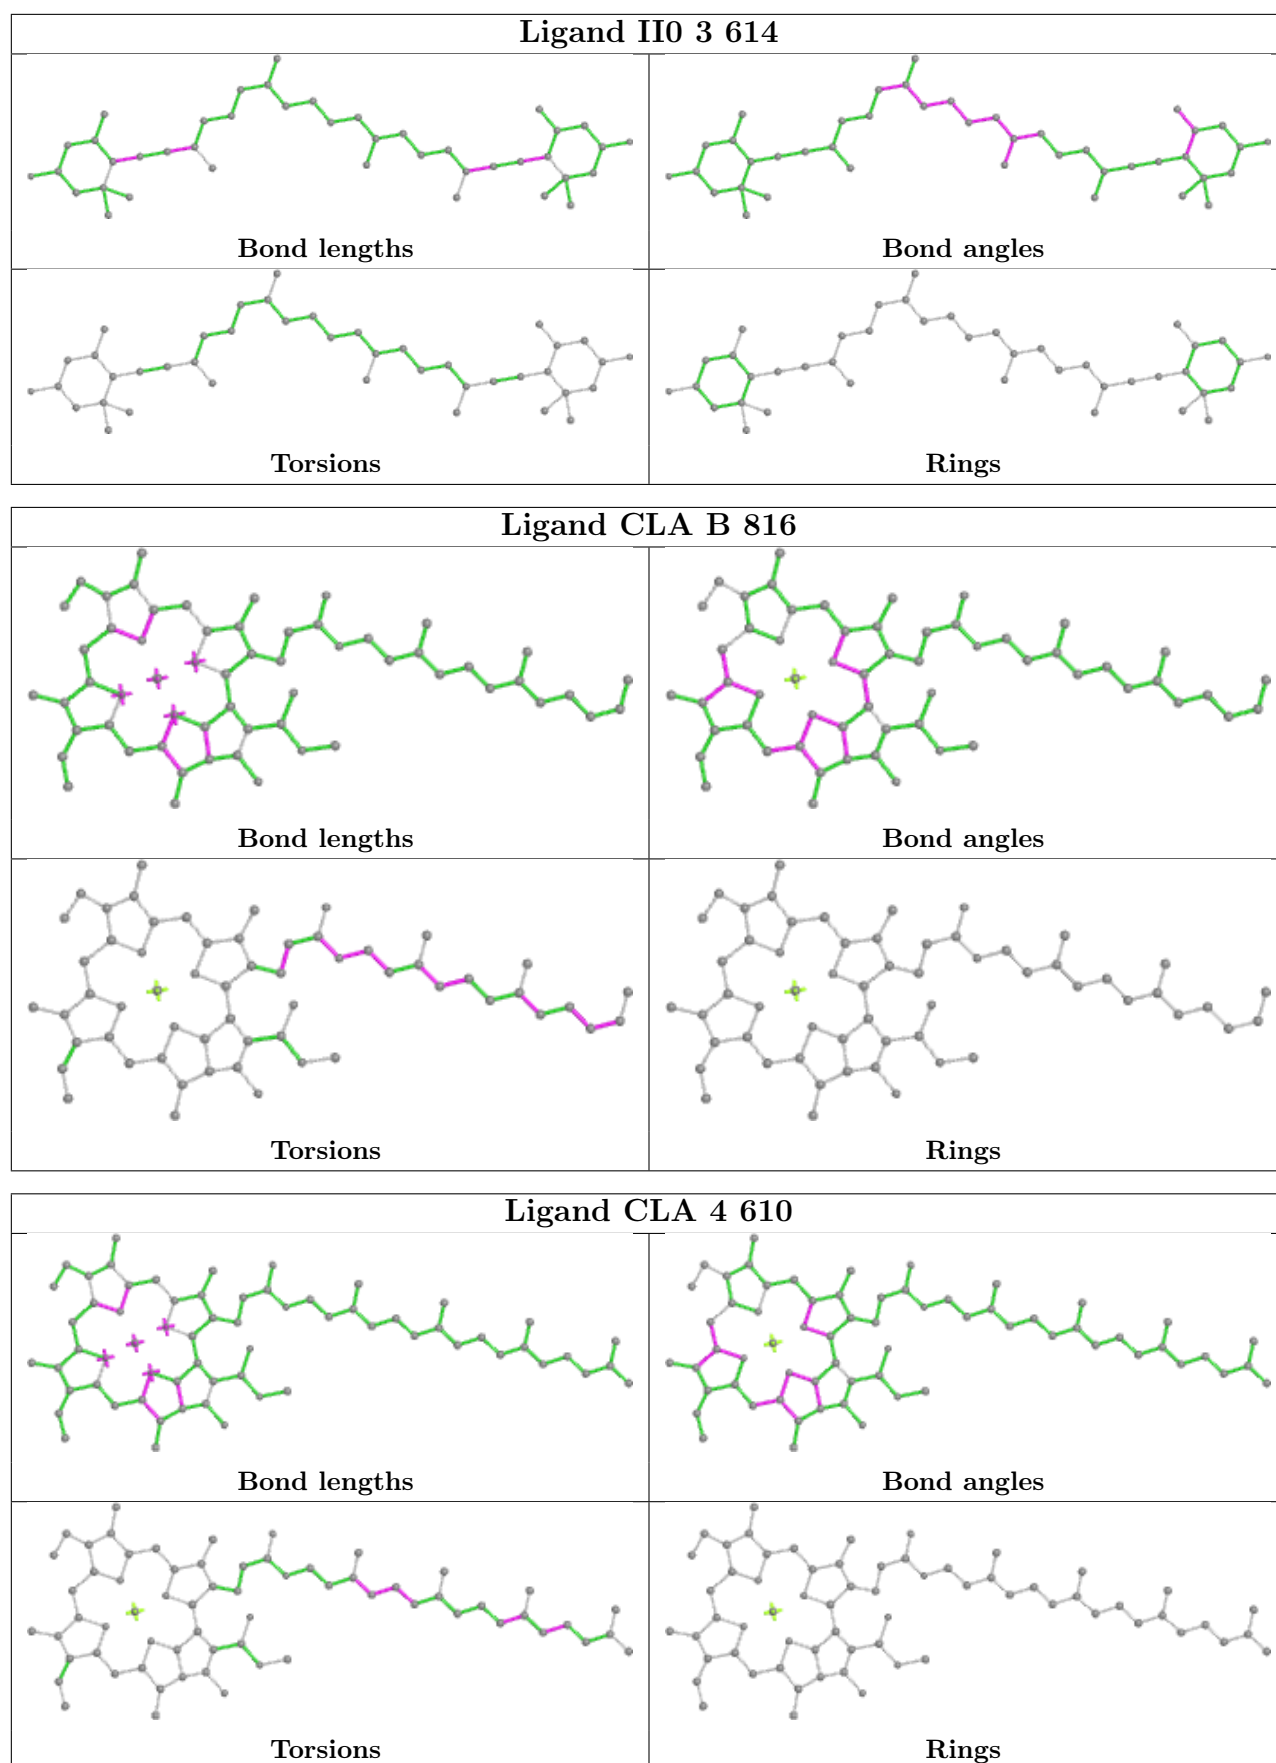 Ligand II0 3 614
Bond lengths
Bond angles
Torsions
Rings
Ligand CLA B 816
Bond lengths
Bond angles
Torsions
Rings
Ligand CLA 4 610
Bond lengths
Bond angles
Torsions
Rings